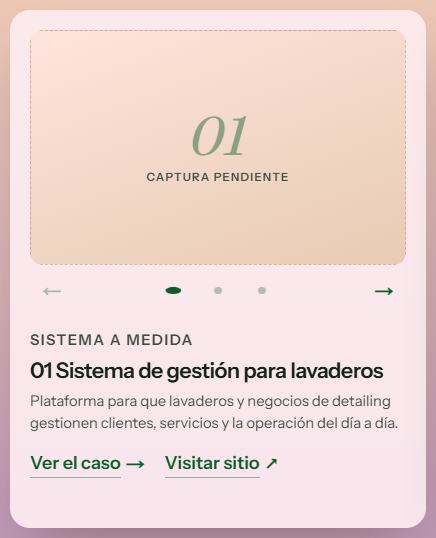 01
CAPTURA PENDIENTE
← →
SISTEMA A MEDIDA
01 Sistema de gestión para lavaderos
Plataforma para que lavaderos y negocios de detailing
gestionen clientes, servicios y la operación del día a día.
Ver el caso → Visitar sitio ↗